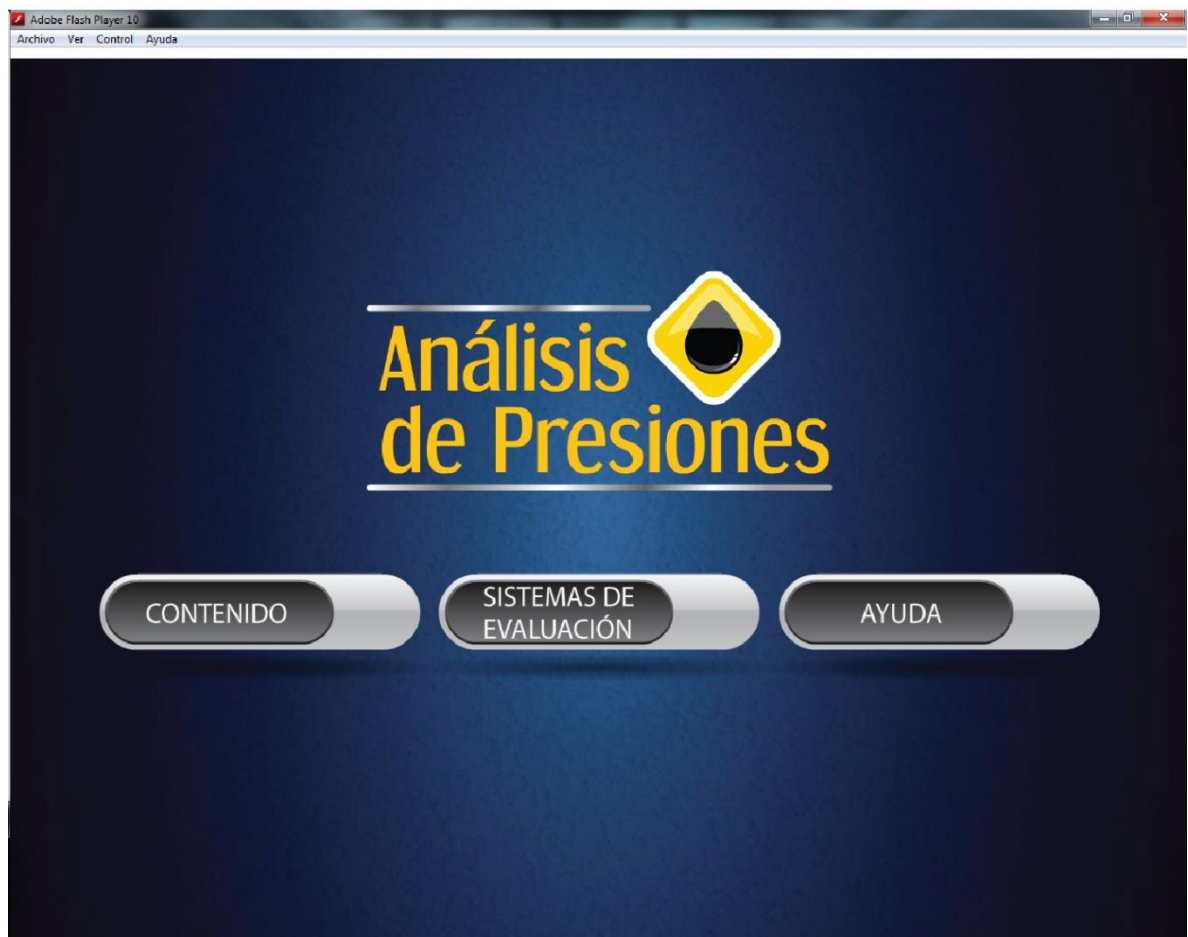 Adobe Flash Player 10
Archivo Ver Control Ayuda
Análisis
de Presiones
CONTENIDO
SISTEMAS DE
EVALUACIÓN
AYUDA